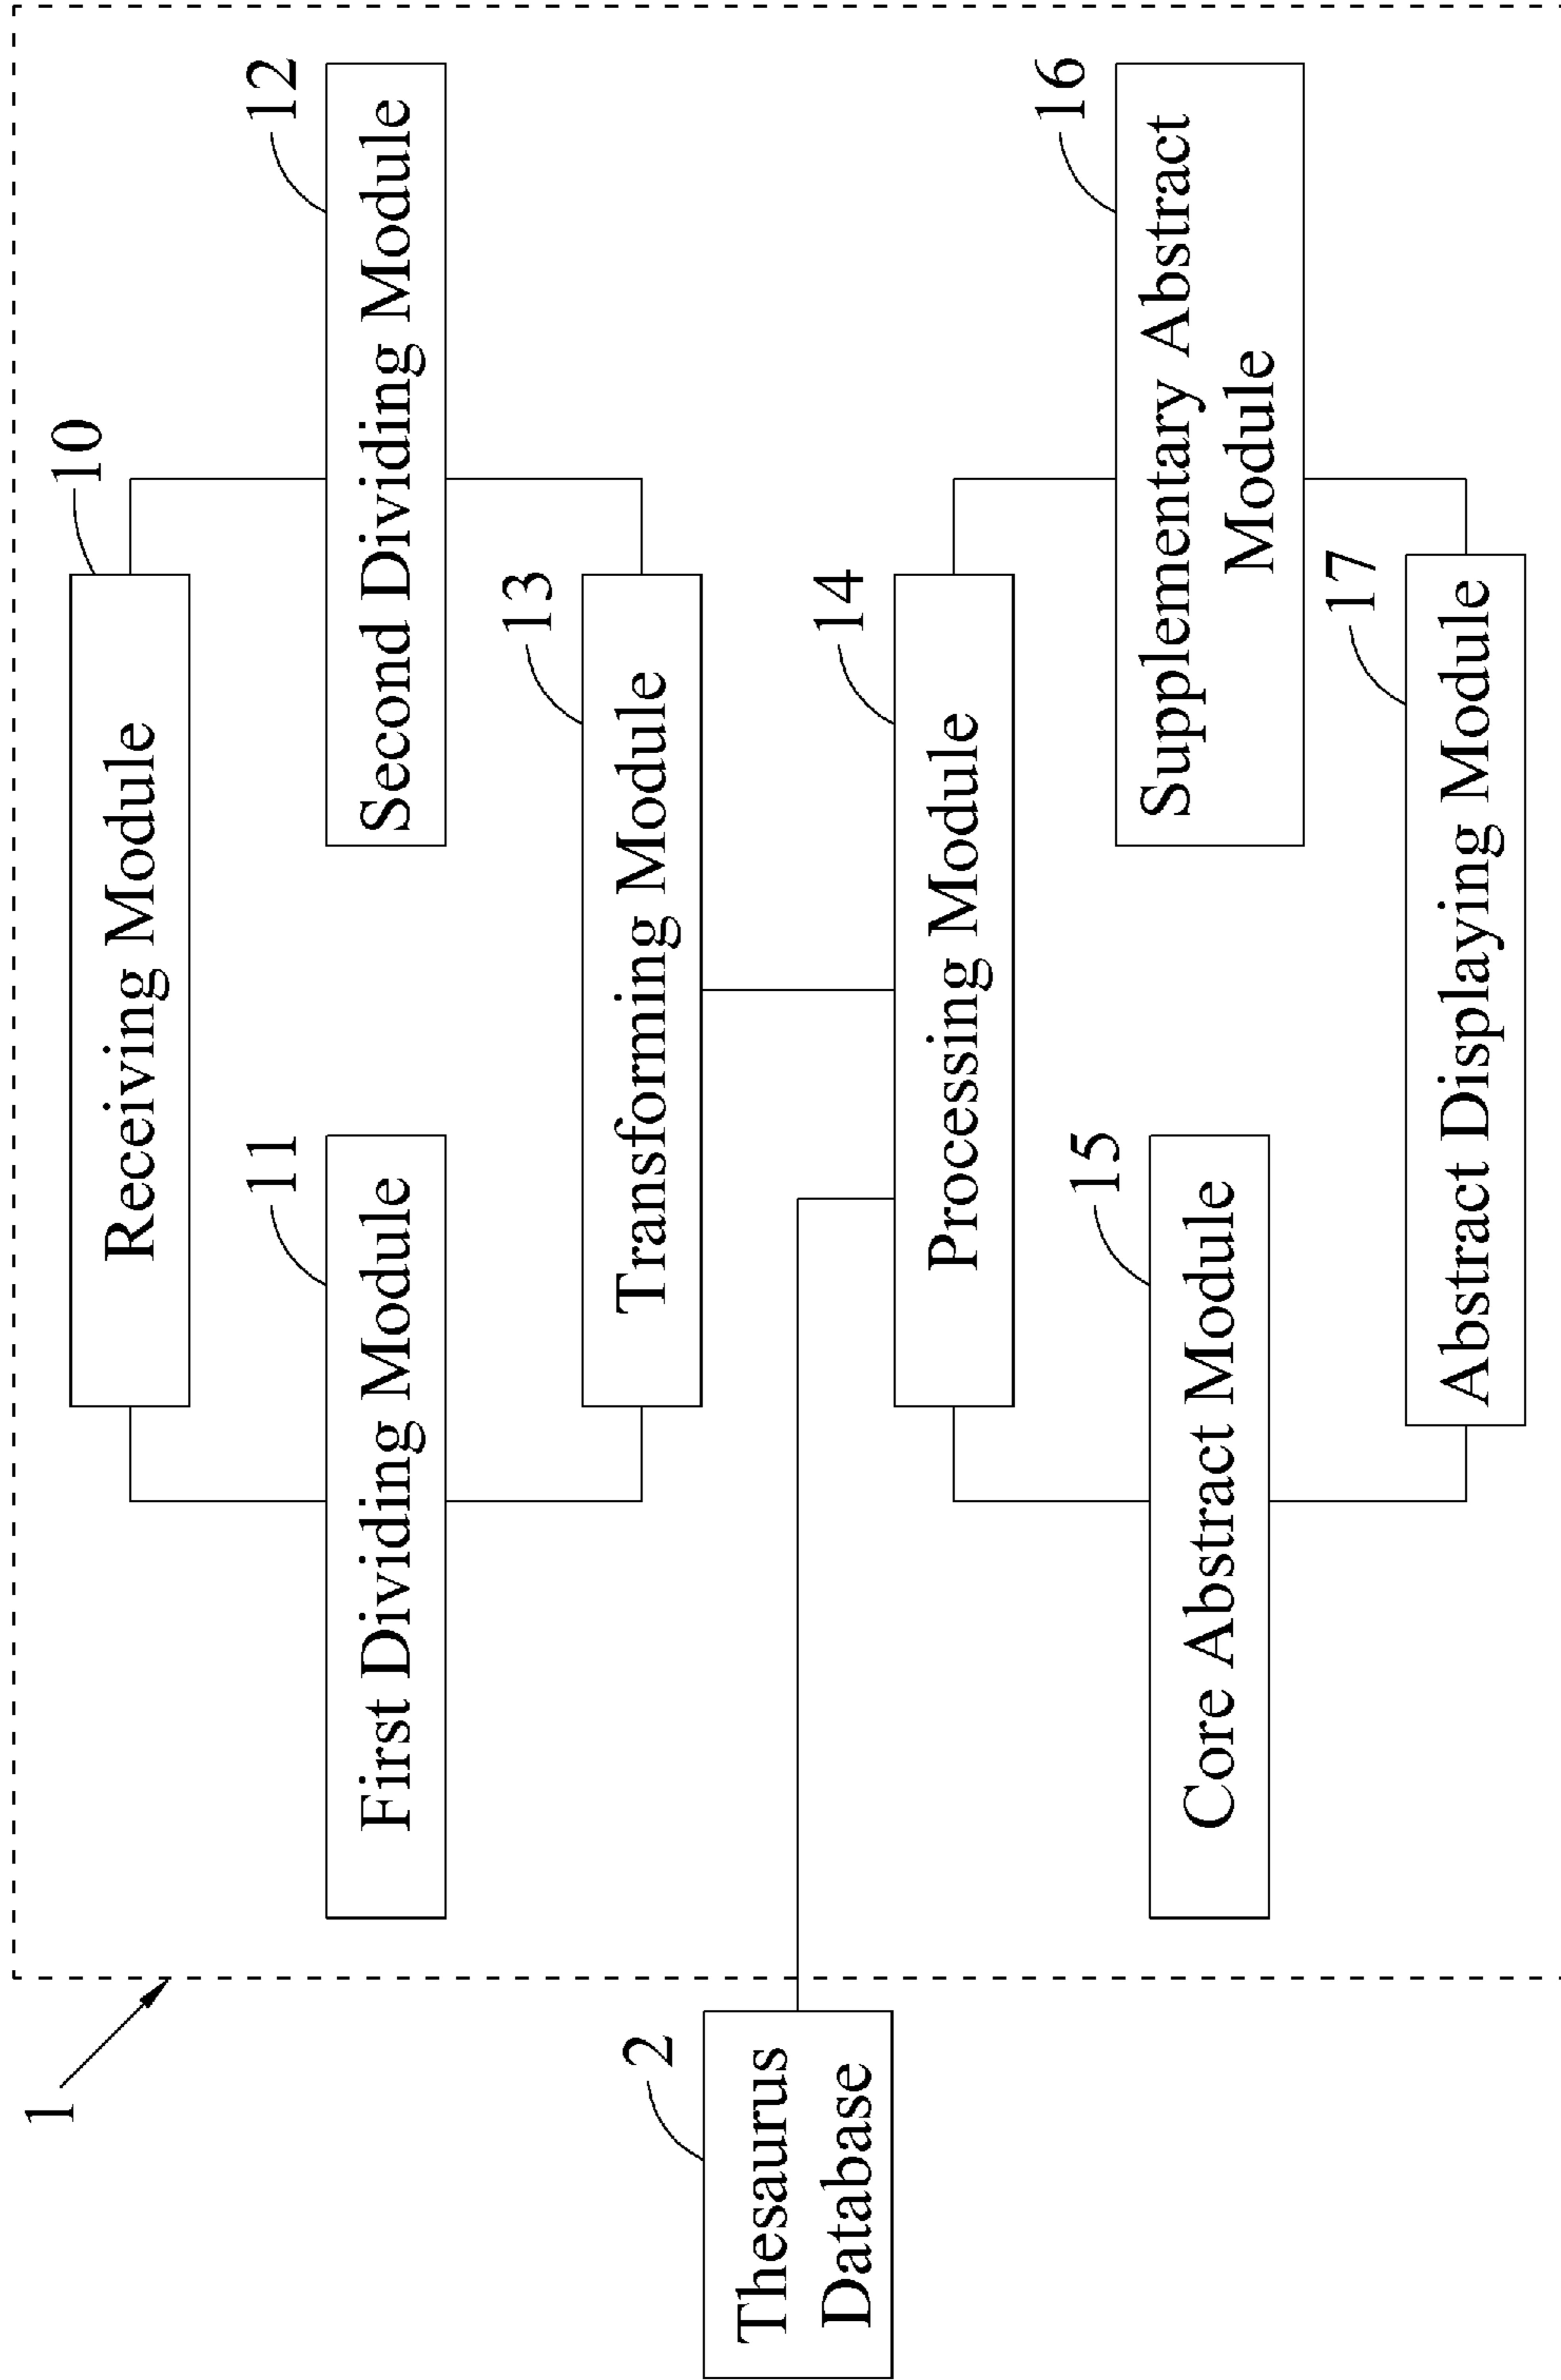 1
10
Receiving Module
11
First Dividing Module
12
Second Dividing Module
13
Transforming Module
2
Thesaurus
Database
14
Processing Module
15
Core Abstract Module
16
Supplementary Abstract
Module
17
Abstract Displaying Module